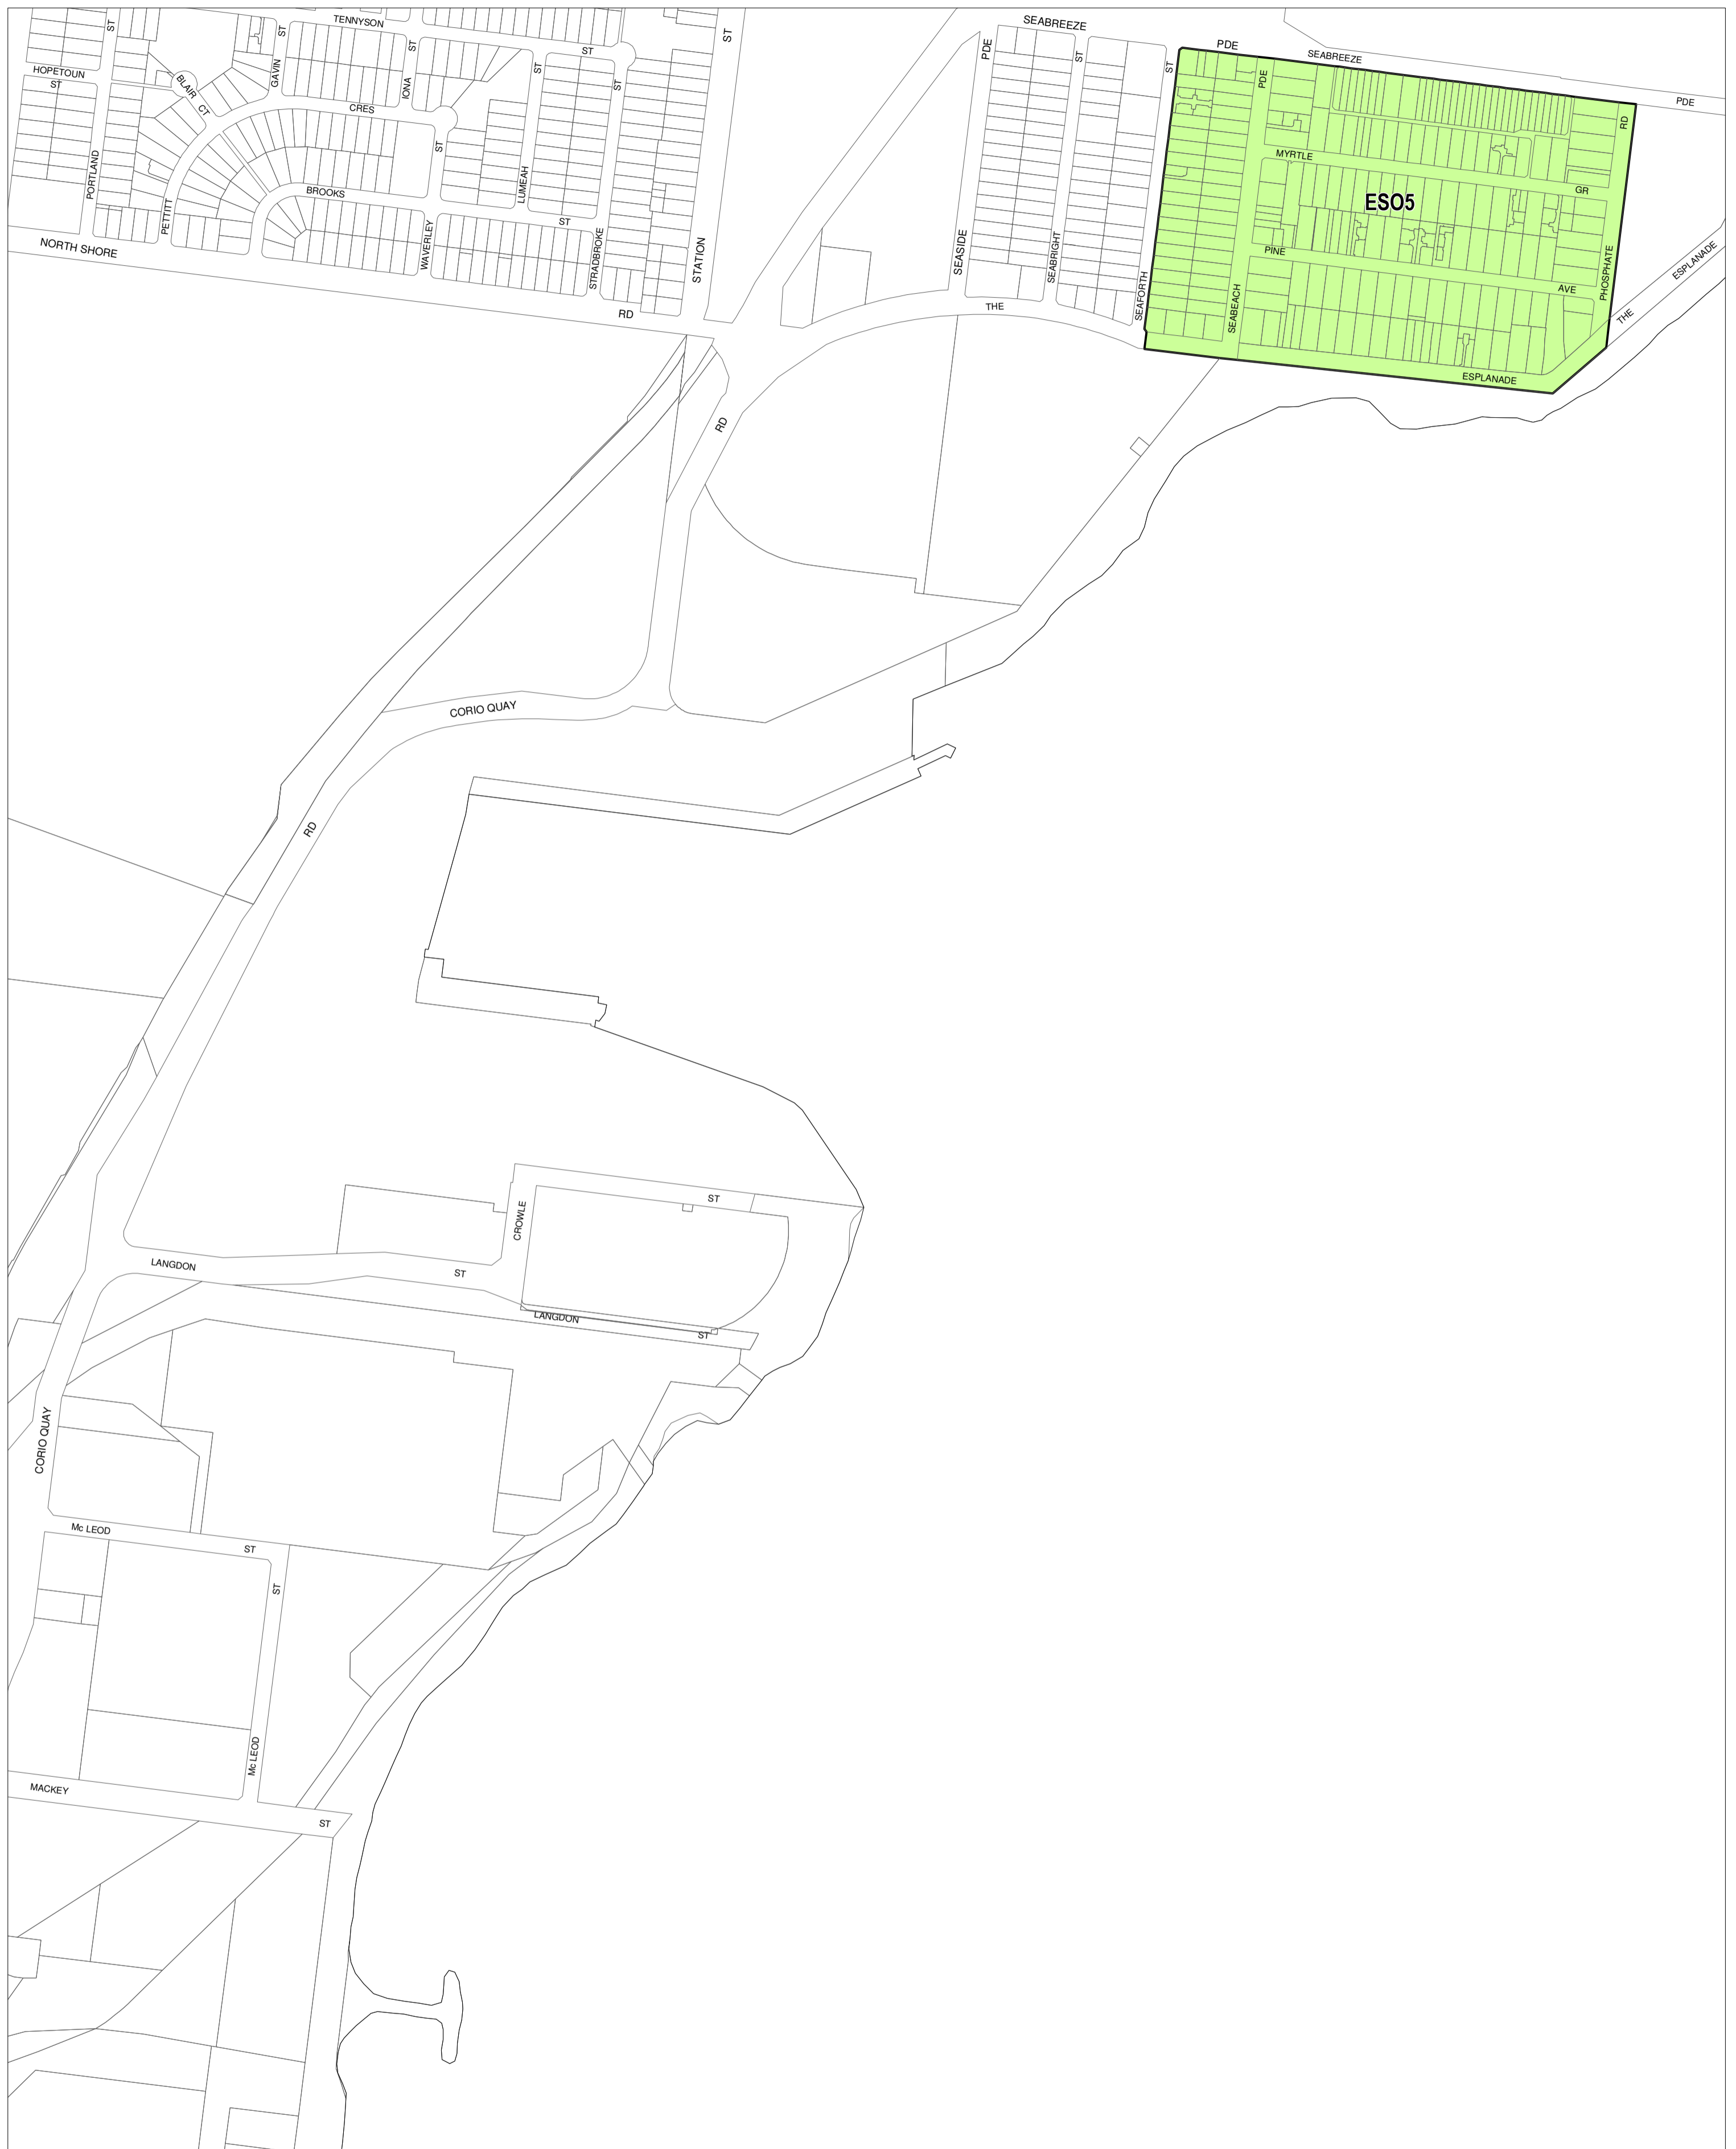 TENNYSON
ST
ST
ST
ST
ST
HOPETOUN
ST
BLAIR
CT
GAVIN
IONA
CRES
ST
ST
ST
PORTLAND
PETTITT
BROOKS
LUMEAH
ST
WAVERLEY
STRADBROKE
STATION
NORTH SHORE
RD
SEABREEZE
PDE
PDE
ST
ST
SEABREEZE
PDE
PDE
RD
MYRTLE
GR
ESO5
PINE
AVE
SEASIDE
SEABRIGHT
SEAFORTH
SEABEACH
PHOSPHATE
THE
THE
ESPLANADE
ESPLANADE
RD
CORIO QUAY
RD
CROWLE
ST
LANGDON
ST
LANGDON
ST
CORIO QUAY
Mc LEOD
ST
ST
Mc LEOD
MACKEY
ST